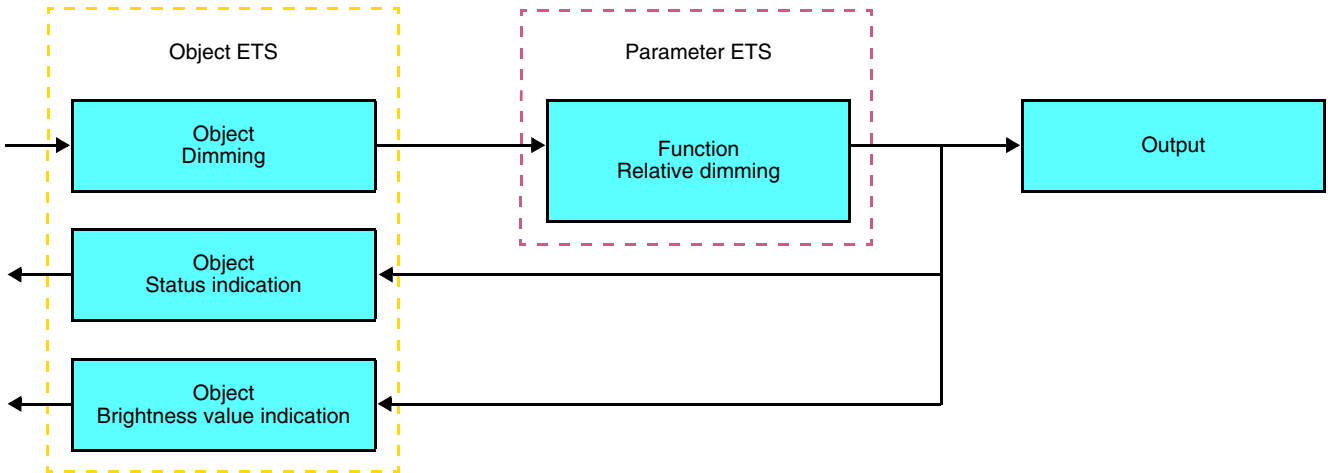 Object ETS
Parameter ETS
Object
Dimming
Function
Relative dimming
Output
Object
Status indication
Object
Brightness value indication